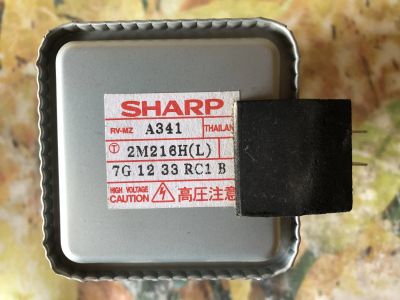 SHARP
RV-MZ A341 THAILAN
T 2M216H(L)
7G 12 33 RC1 B
HIGH VOLTAGE
CAUTION 高圧注意